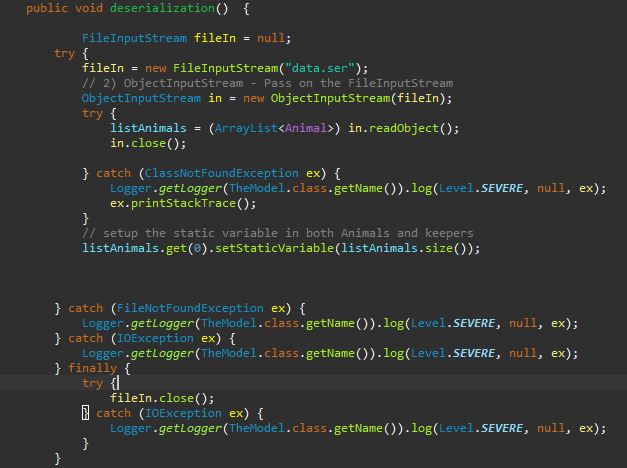 public void deserialization()  {
FileInputStream fileIn = null;
try {
fileIn = new FileInputStream("data.ser");
// 2) ObjectInputStream - Pass on the FileInputStream
ObjectInputStream in = new ObjectInputStream(fileIn);
try {
listAnimals = (ArrayList<Animal>) in.readObject();
in.close();
} catch (ClassNotFoundException ex) {
Logger.getLogger(TheModel.class.getName()).log(Level.SEVERE, null, ex);
ex.printStackTrace();
}
// setup the static variable in both Animals and keepers
listAnimals.get(0).setStaticVariable(listAnimals.size());
} catch (FileNotFoundException ex) {
Logger.getLogger(TheModel.class.getName()).log(Level.SEVERE, null, ex);
} catch (IOException ex) {
Logger.getLogger(TheModel.class.getName()).log(Level.SEVERE, null, ex);
} finally {
try {
fileIn.close();
} catch (IOException ex) {
Logger.getLogger(TheModel.class.getName()).log(Level.SEVERE, null, ex);
}
}